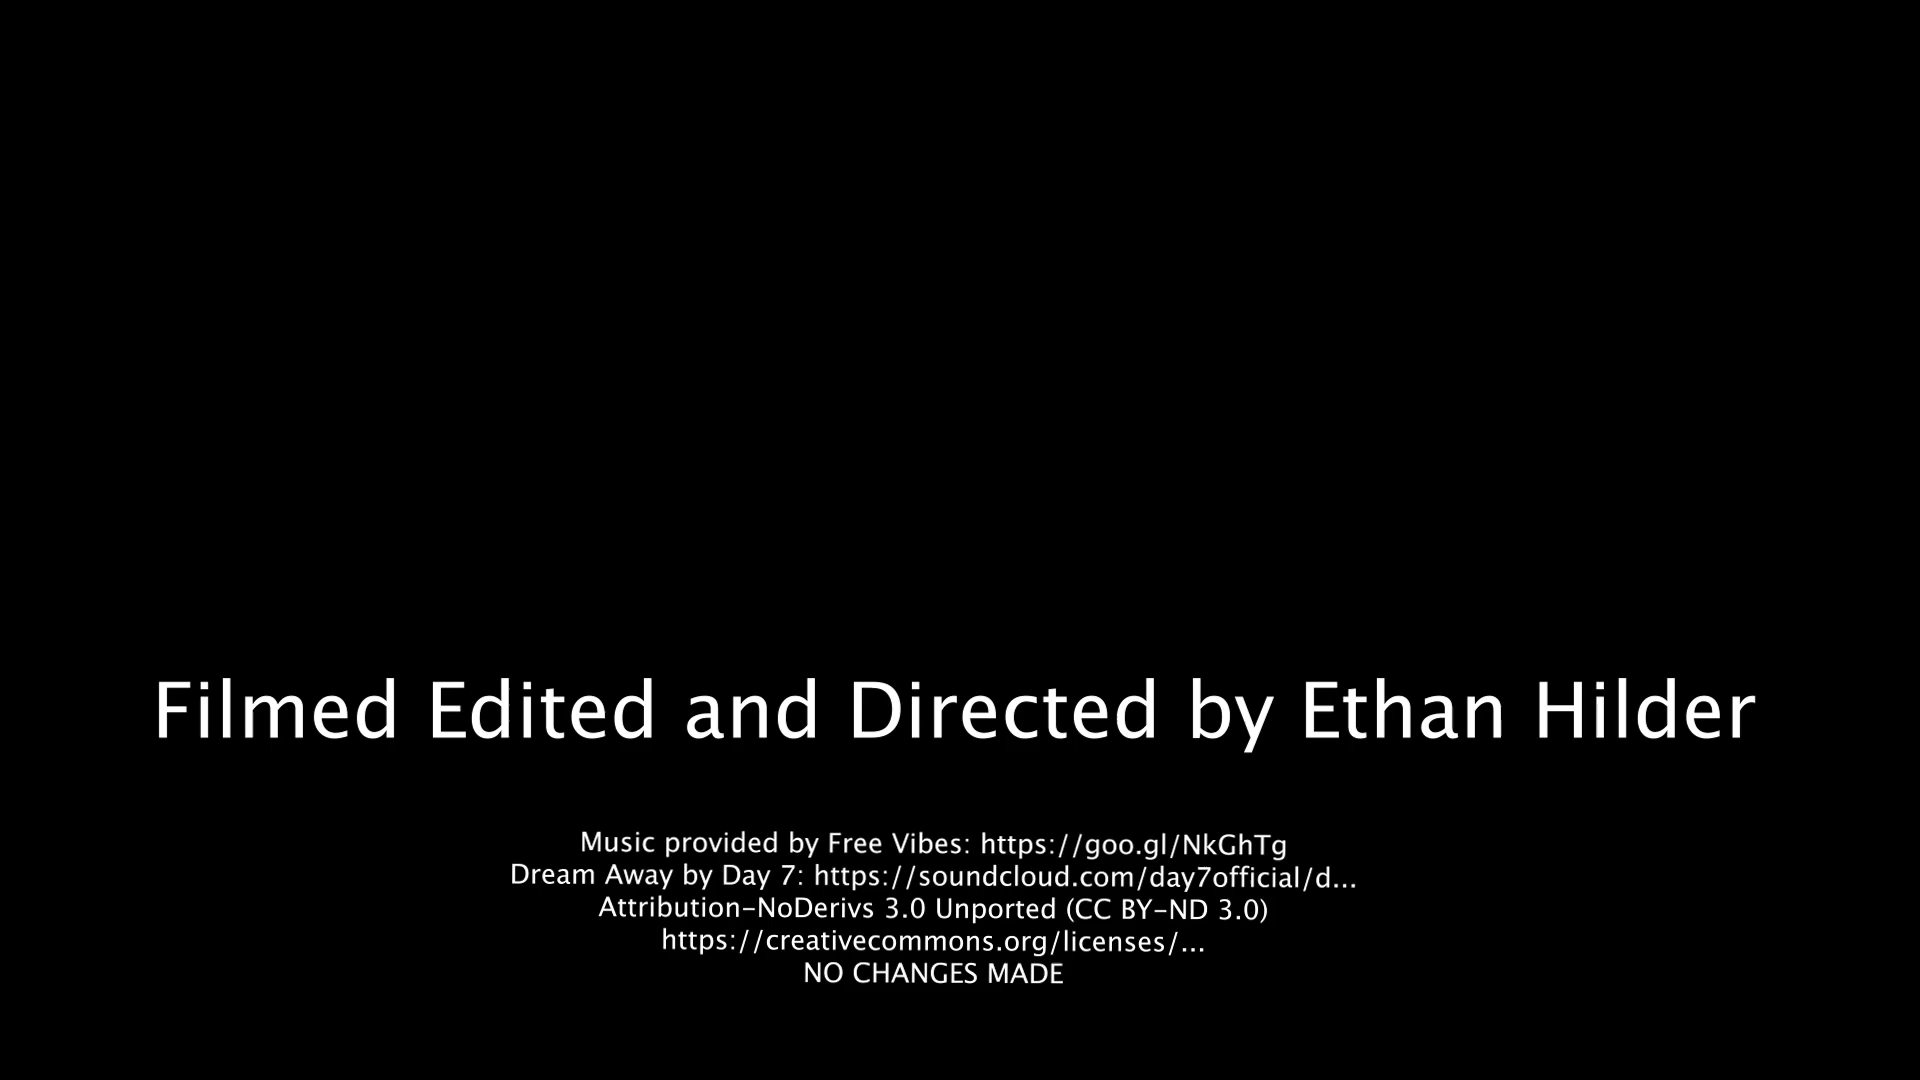 Filmed Edited and Directed by Ethan Hilder
Music provided by Free Vibes: https://goo.gl/NkGhTg
Dream Away by Day 7: https://soundcloud.com/day7official/d...
Attribution-NoDerivs 3.0 Unported (CC BY-ND 3.0)
https://creativecommons.org/licenses/...
NO CHANGES MADE